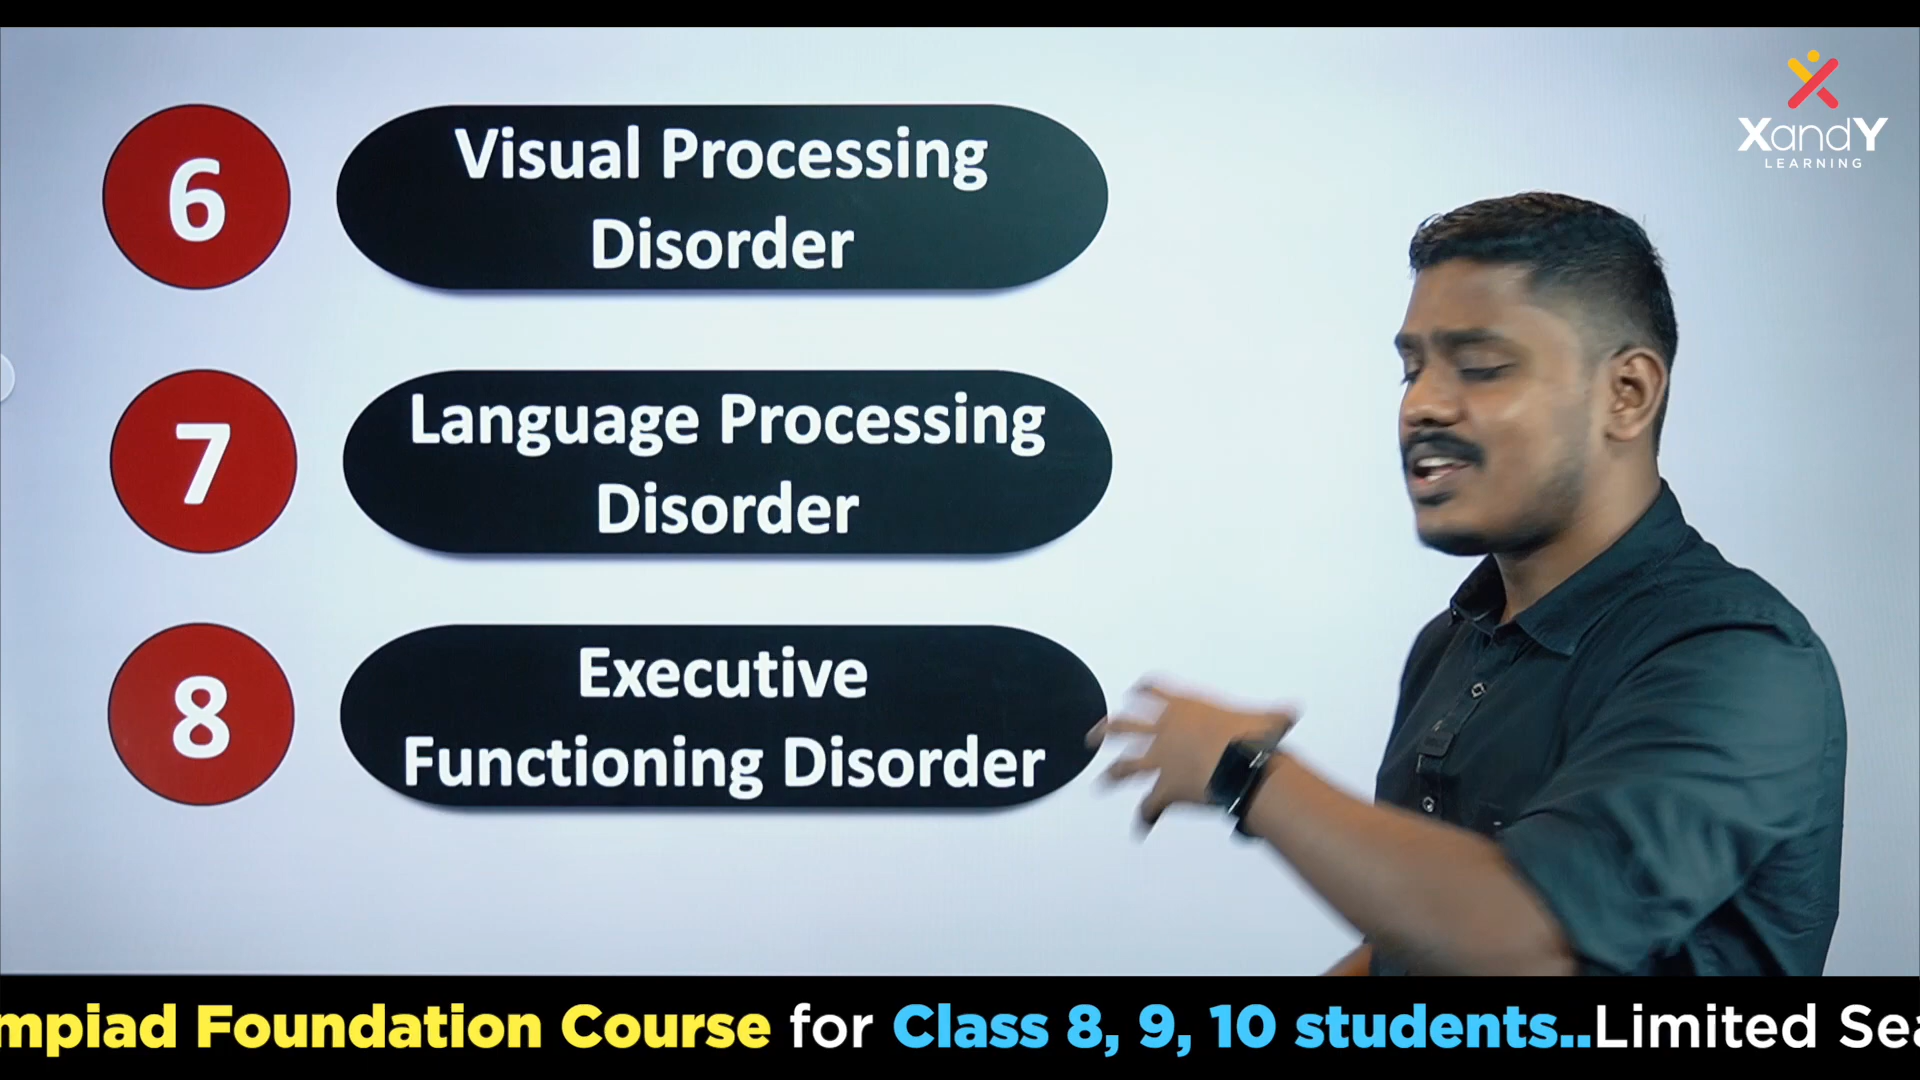 XandY
LEARNING
6
Visual Processing
Disorder
7
Language Processing
Disorder
8
Executive
Functioning Disorder
mpiad Foundation Course for Class 8, 9, 10 students..Limited Sea